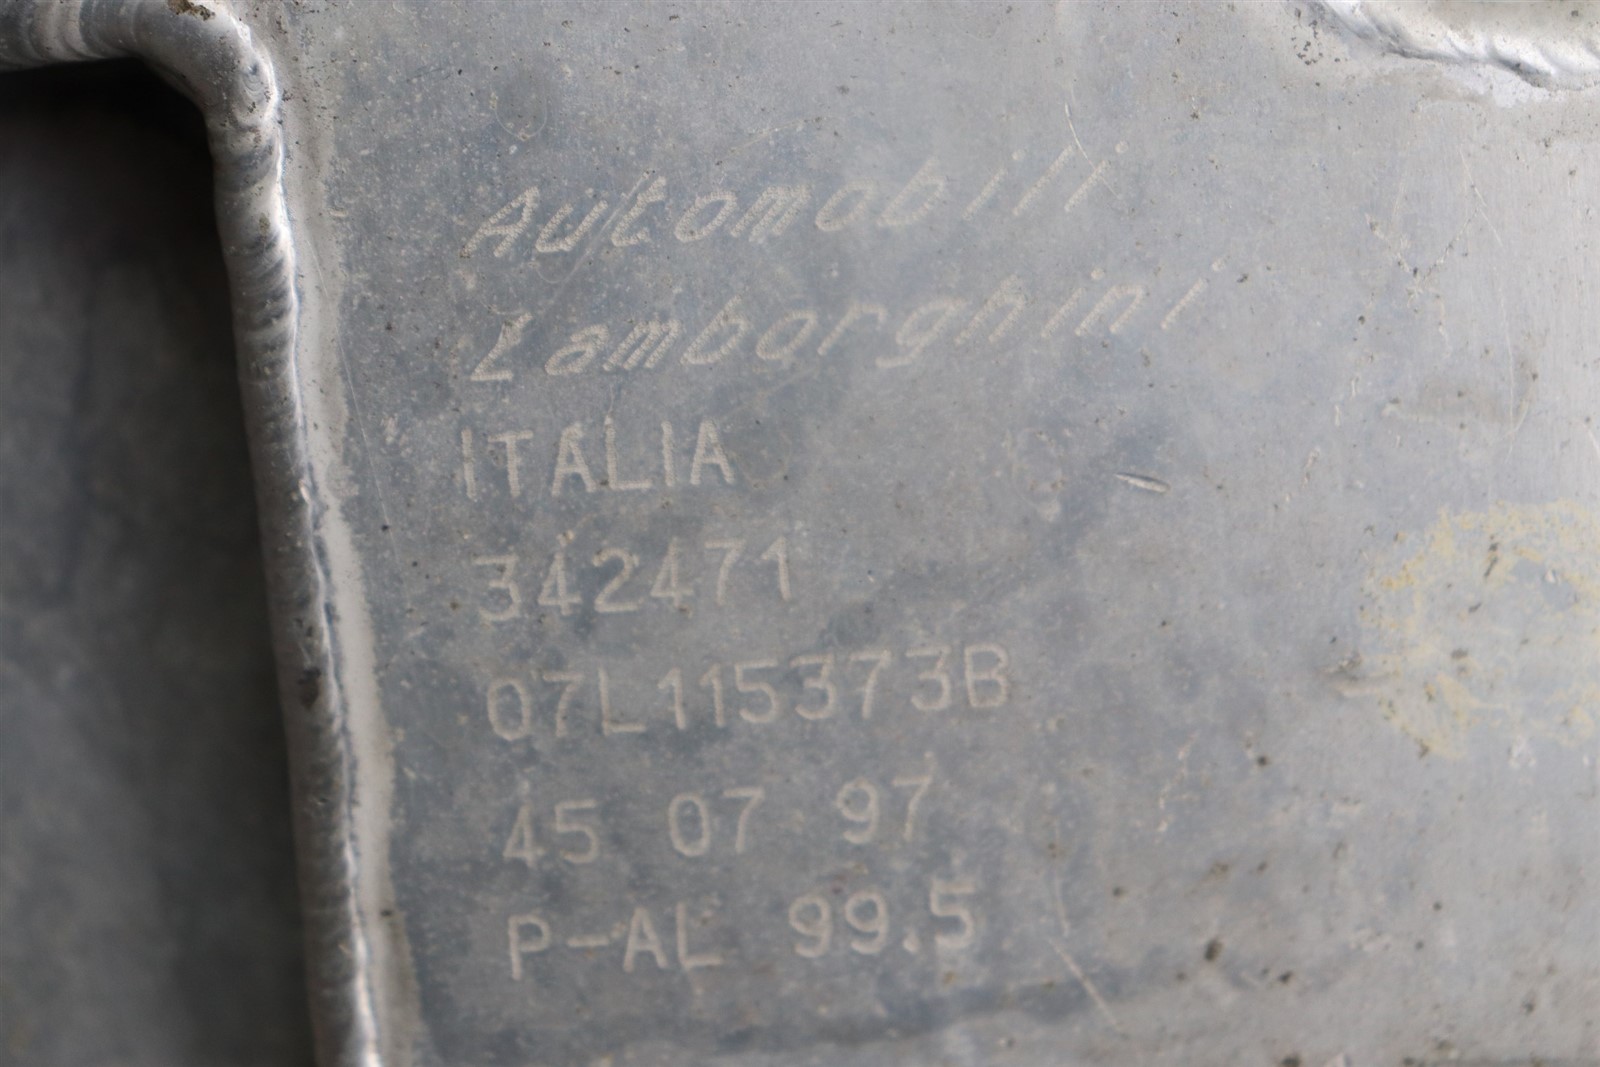 Automobili
Lamborghini
ITALIA
342471
07L115373B
45 07 97
P-AL 99.5